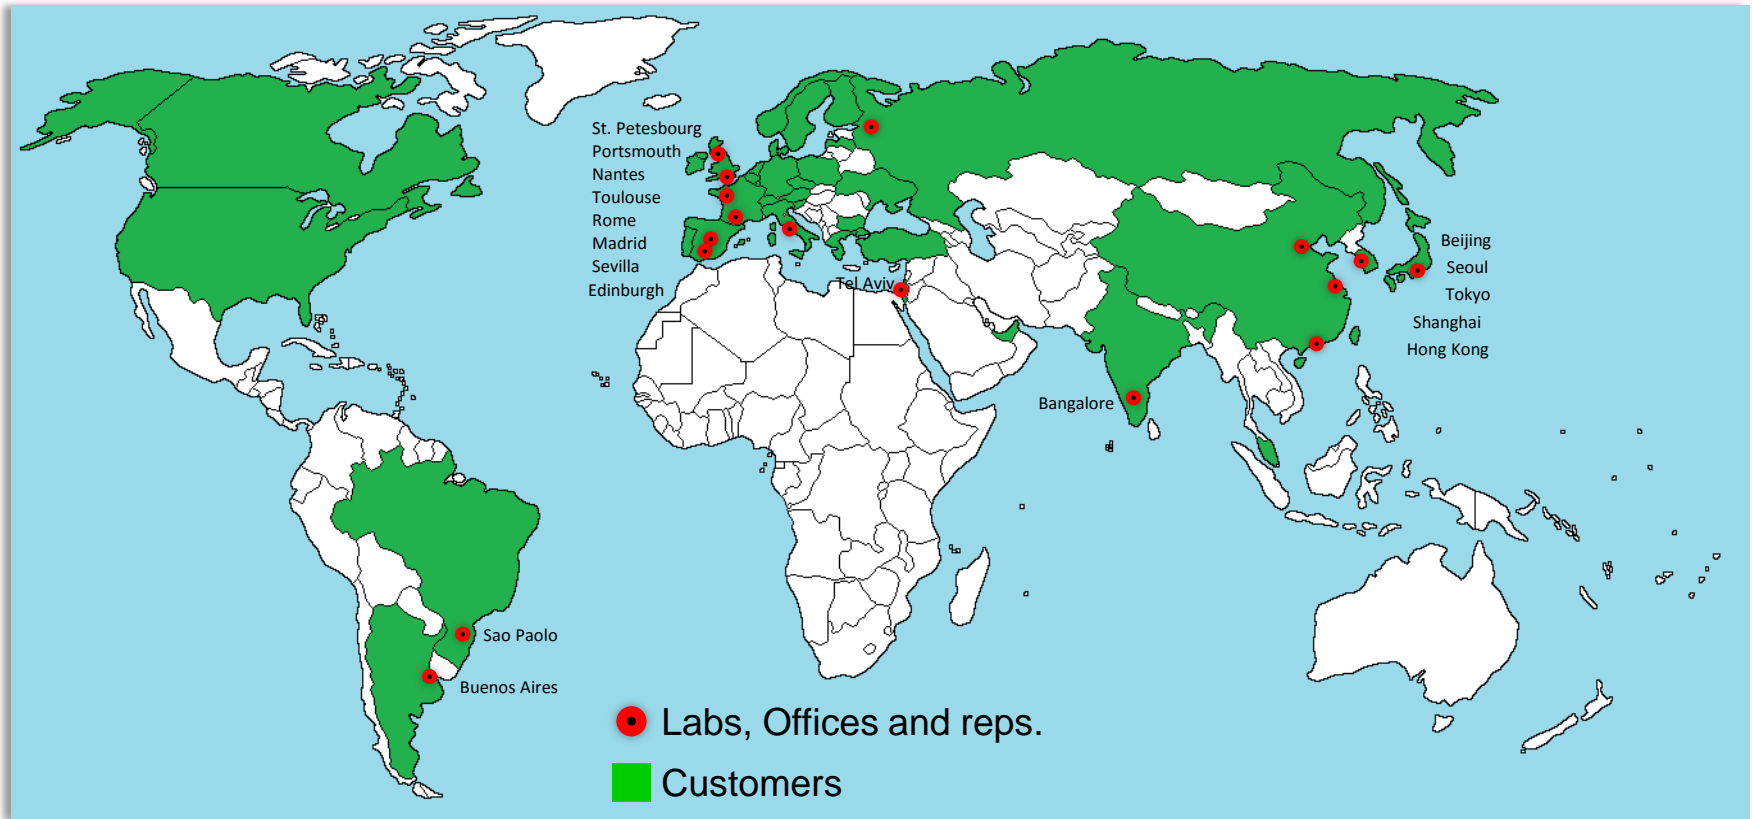 St. Petesbourg
Portsmouth
Nantes
Toulouse
Rome
Madrid
Sevilla
Edinburgh
Tel Aviv
Beijing
Seoul
Tokyo
Shanghai
Hong Kong
Bangalore
Sao Paolo
Buenos Aires
Labs, Offices and reps.
Customers